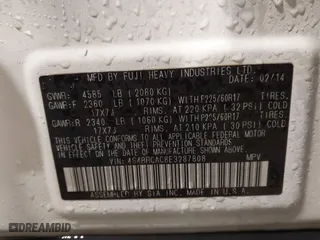 MFD. BY FUJI HEAVY INDUSTRIES LTD. 02/14
GVWR: 4585 LB (2080 KG)
GAWR:F 2360 LB (1070 KG) WITH P225/60R17 TIRES.
17X7J RIMS. AT 220 KPA (32 PSI) COLD
GAWR:R 2340 LB (1060 KG) WITH P225/60R17 TIRES.
17X7J RIMS. AT 210 KPA (30 PSI) COLD
THIS VEHICLE CONFORMS TO ALL APPLICABLE FEDERAL MOTOR VEHICLE
SAFETY AND THEFT PREVENTION STANDARDS IN EFFECT ON THE DATE OF
MANUFACTURE SHOWN ABOVE.
VIN: MPV
ASSEMBLED BY SIA, INC. MADE IN U.S.A.
DREAMBID